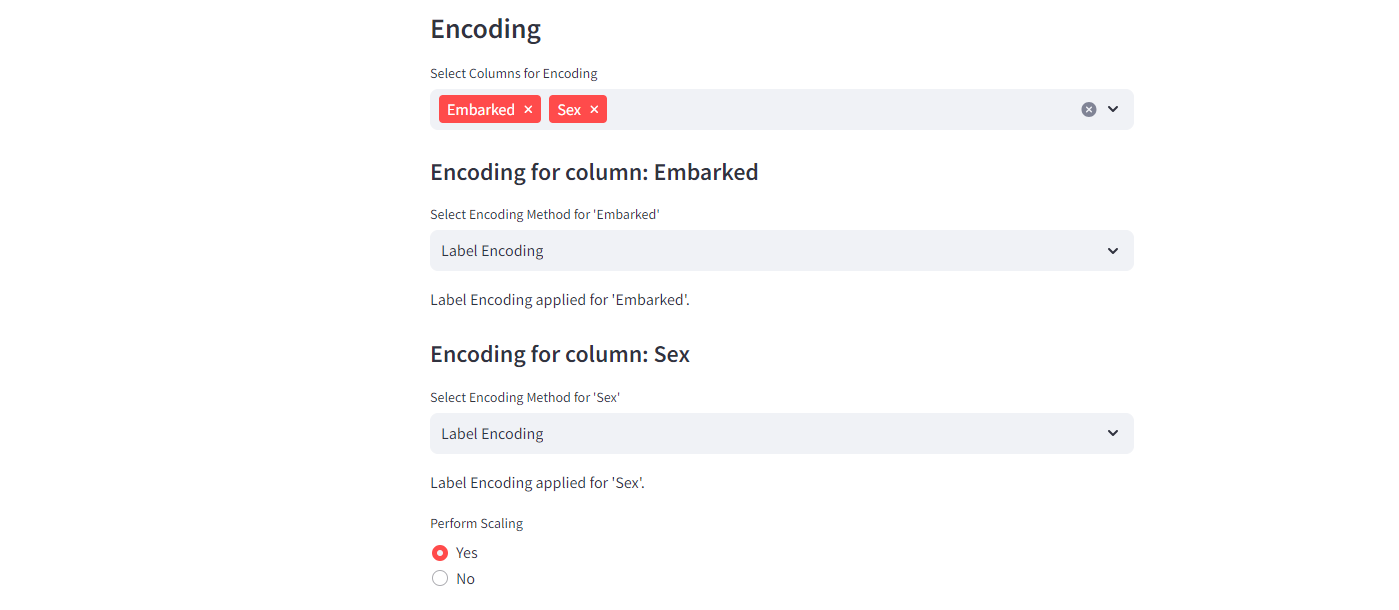 Encoding
Select Columns for Encoding
Embarked × Sex ×
Encoding for column: Embarked
Select Encoding Method for 'Embarked'
Label Encoding
Label Encoding applied for 'Embarked'.
Encoding for column: Sex
Select Encoding Method for 'Sex'
Label Encoding
Label Encoding applied for 'Sex'.
Perform Scaling
Yes
No